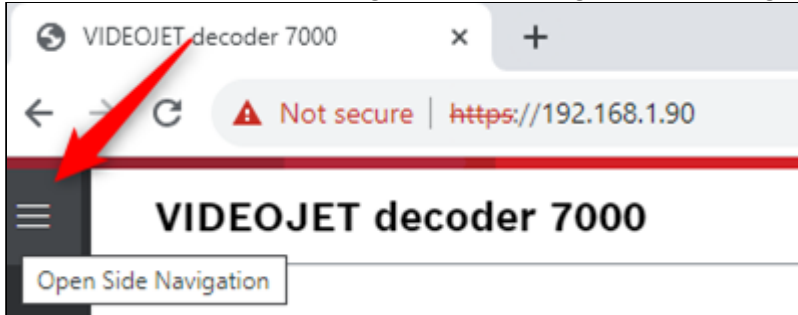 VIDEOJET decoder 7000
Not secure | https://192.168.1.90
VIDEOJET decoder 7000
Open Side Navigation